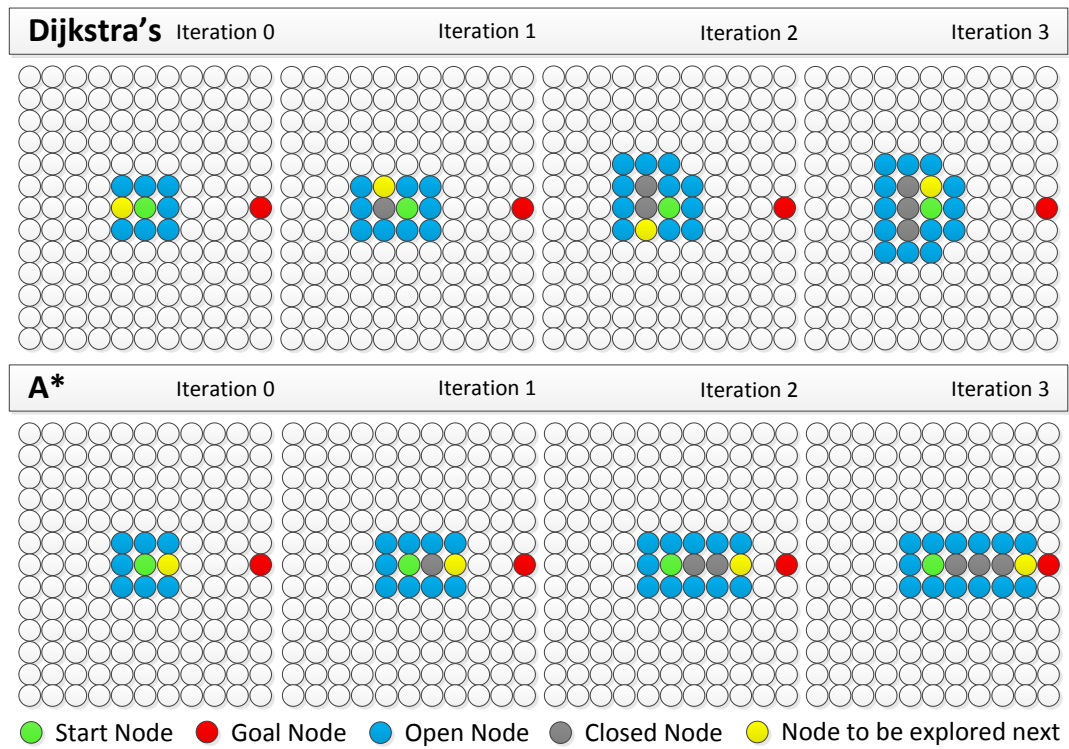 Dijkstra's Iteration 0 Iteration 1 Iteration 2 Iteration 3
A* Iteration 0 Iteration 1 Iteration 2 Iteration 3
Start Node Goal Node Open Node Closed Node Node to be explored next